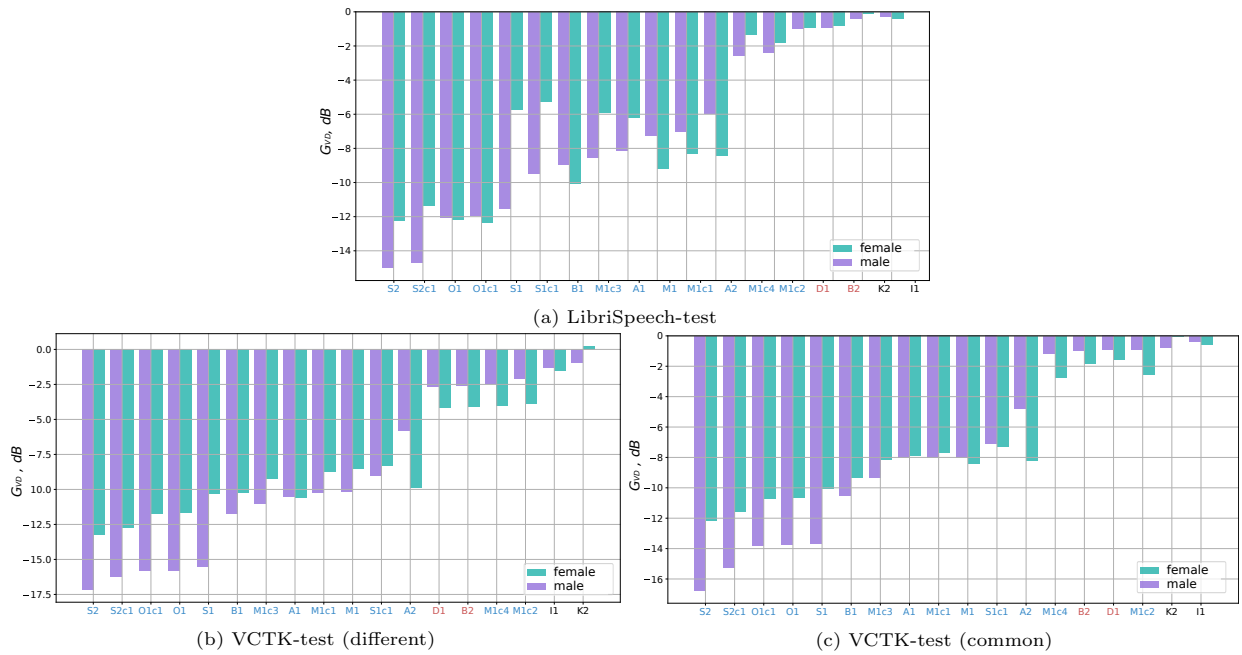 0
−2
−4
−6
−8
−10
−12
−14
G_VD, dB
female
male
S2 S2c1 O1 O1c1 S1 S1c1 B1 M1c3 A1 M1 M1c1 A2 M1c4 M1c2 D1 B2 K2 I1
(a) LibriSpeech-test
0.0
−2.5
−5.0
−7.5
−10.0
−12.5
−15.0
−17.5
G_VD, dB
female
male
S2 S2c1 O1c1 O1 S1 B1 M1c3 A1 M1c1 M1 S1c1 A2 D1 B2 M1c4 M1c2 I1 K2
(b) VCTK-test (different)
0
−2
−4
−6
−8
−10
−12
−14
−16
G_VD , dB
female
male
S2 S2c1 O1c1 O1 S1 B1 M1c3 A1 M1c1 M1 S1c1 A2 M1c4 B2 D1 M1c2 K2 I1
(c) VCTK-test (common)